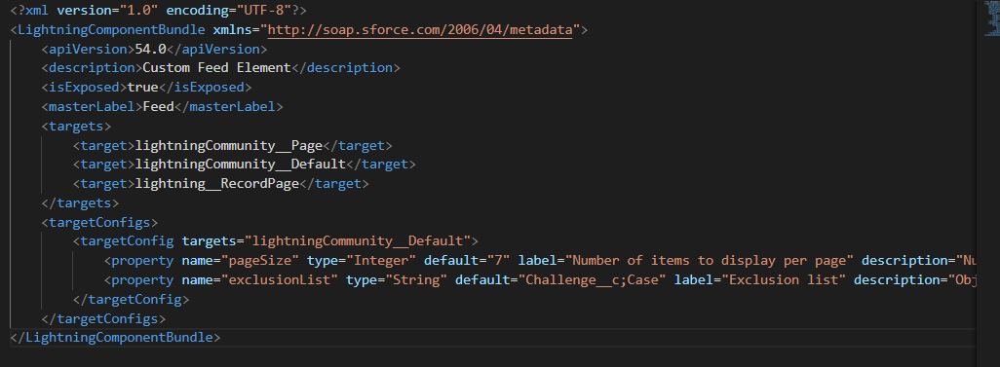 <?xml version="1.0" encoding="UTF-8"?>
<LightningComponentBundle xmlns="http://soap.sforce.com/2006/04/metadata">
    <apiVersion>54.0</apiVersion>
    <description>Custom Feed Element</description>
    <isExposed>true</isExposed>
    <masterLabel>Feed</masterLabel>
    <targets>
        <target>lightningCommunity__Page</target>
        <target>lightningCommunity__Default</target>
        <target>lightning__RecordPage</target>
    </targets>
    <targetConfigs>
        <targetConfig targets="lightningCommunity__Default">
            <property name="pageSize" type="Integer" default="7" label="Number of items to display per page" description="Nu
            <property name="exclusionList" type="String" default="Challenge__c;Case" label="Exclusion list" description="Obj
        </targetConfig>
    </targetConfigs>
</LightningComponentBundle>